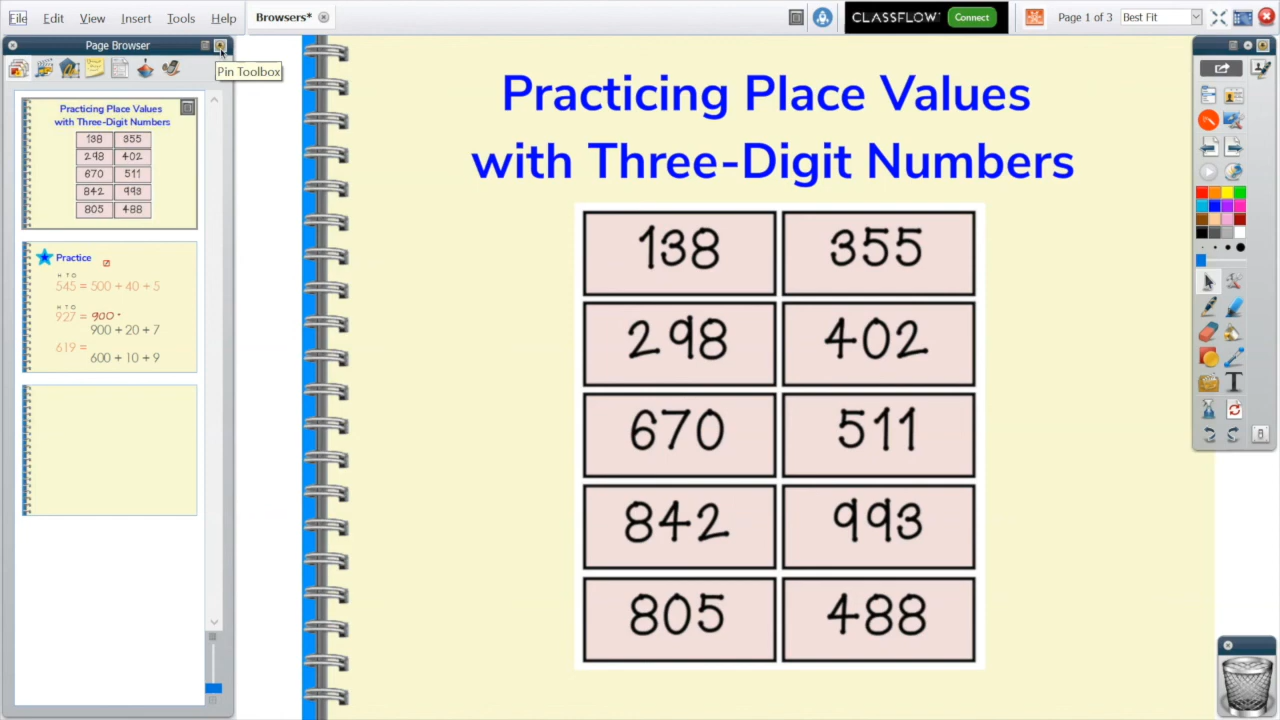 File Edit View Insert Tools Help
Browsers*
CLASSFLOW Connect
Page 1 of 3
Best Fit
Page Browser
Pin Toolbox
Practicing Place Values
with Three-Digit Numbers
138 355
298 402
670 511
842 993
805 488
Practice
H T O
545 = 500 + 40 + 5
H T O
927 = 900
900 + 20 + 7
619 =
600 + 10 + 9
Practicing Place Values
with Three-Digit Numbers
138 355
298 402
670 511
842 993
805 488